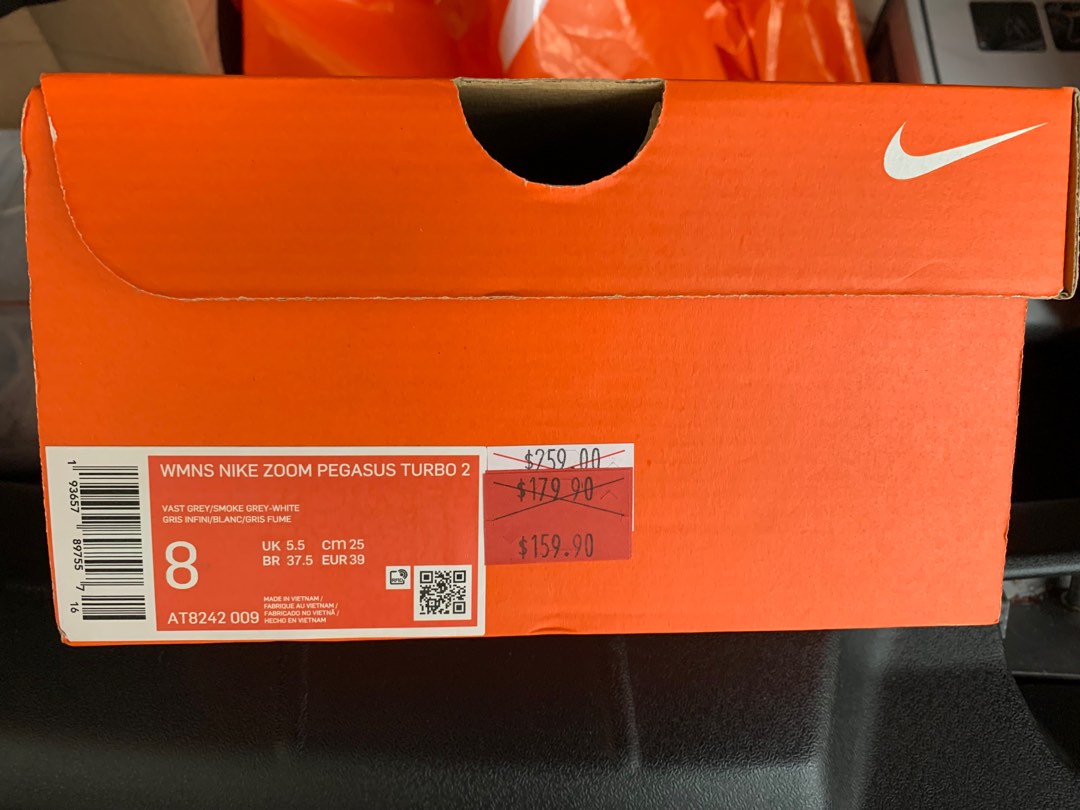 WMNS NIKE ZOOM PEGASUS TURBO 2
VAST GREY/SMOKE GREY-WHITE
GRIS INFINI/BLANC/GRIS FUME
8
UK 5.5 cm 25
BR 37.5 EUR 39
RFID
AT8242 009
MADE IN VIETNAM /
FABRIQUE AU VIETNAM /
FABRICADO NO VIETNÃ /
HECHO EN VIETNAM
1 93657 89755 7 16
$259.00
$179.90
$159.90